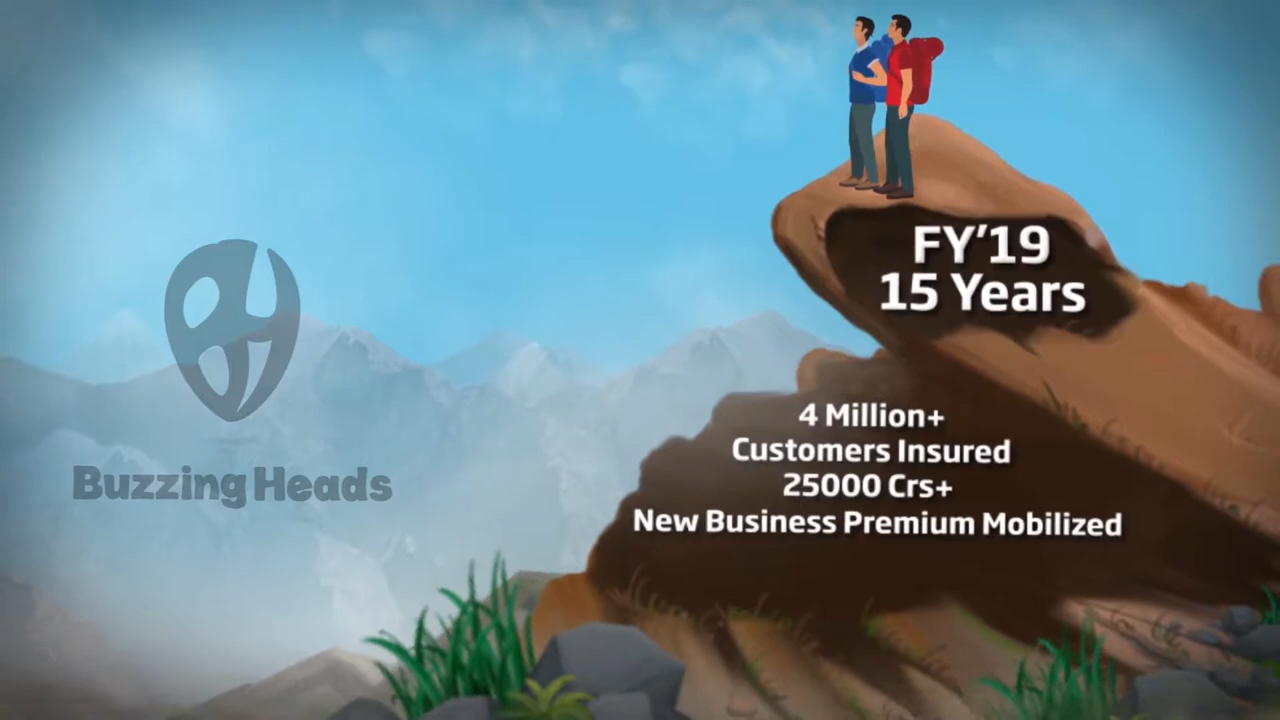 FY'19
15 Years
4 Million+
Customers Insured
25000 Crs+
New Business Premium Mobilized
Buzzing Heads